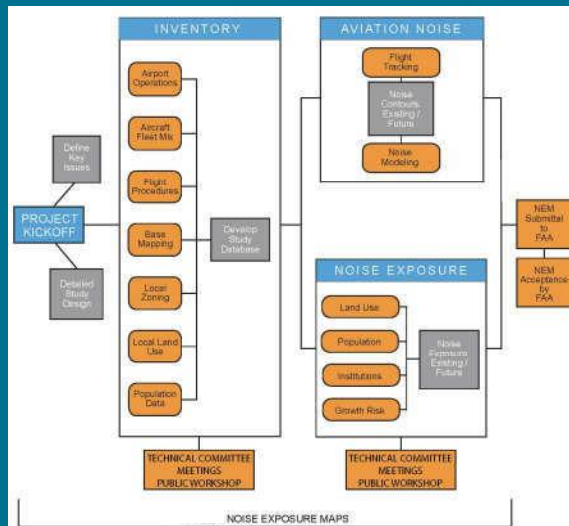 INVENTORY
Airport
Operations
Aircraft
Fleet Mix
Flight
Procedures
Base
Mapping
Local
Zoning
Local Land
Use
Population
Data
Develop
Study
Database
Define
Key
Issues
PROJECT
KICKOFF
Detailed
Study
Design
AVIATION NOISE
Flight
Tracking
Noise
Contours
Existing /
Future
Noise
Modeling
NOISE EXPOSURE
Land Use
Population
Institutions
Growth Risk
Noise
Exposure
Existing /
Future
NEM
Submittal
to
FAA
NEM
Acceptance
by
FAA
TECHNICAL COMMITTEE
MEETINGS
PUBLIC WORKSHOP
TECHNICAL COMMITTEE
MEETINGS
PUBLIC WORKSHOP
NOISE EXPOSURE MAPS